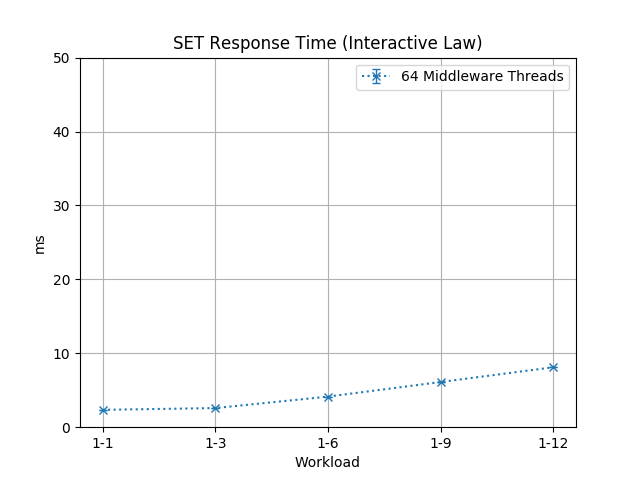 SET Response Time (Interactive Law)
64 Middleware Threads
50
40
30
20
10
0
ms
1-1 1-3 1-6 1-9 1-12
Workload